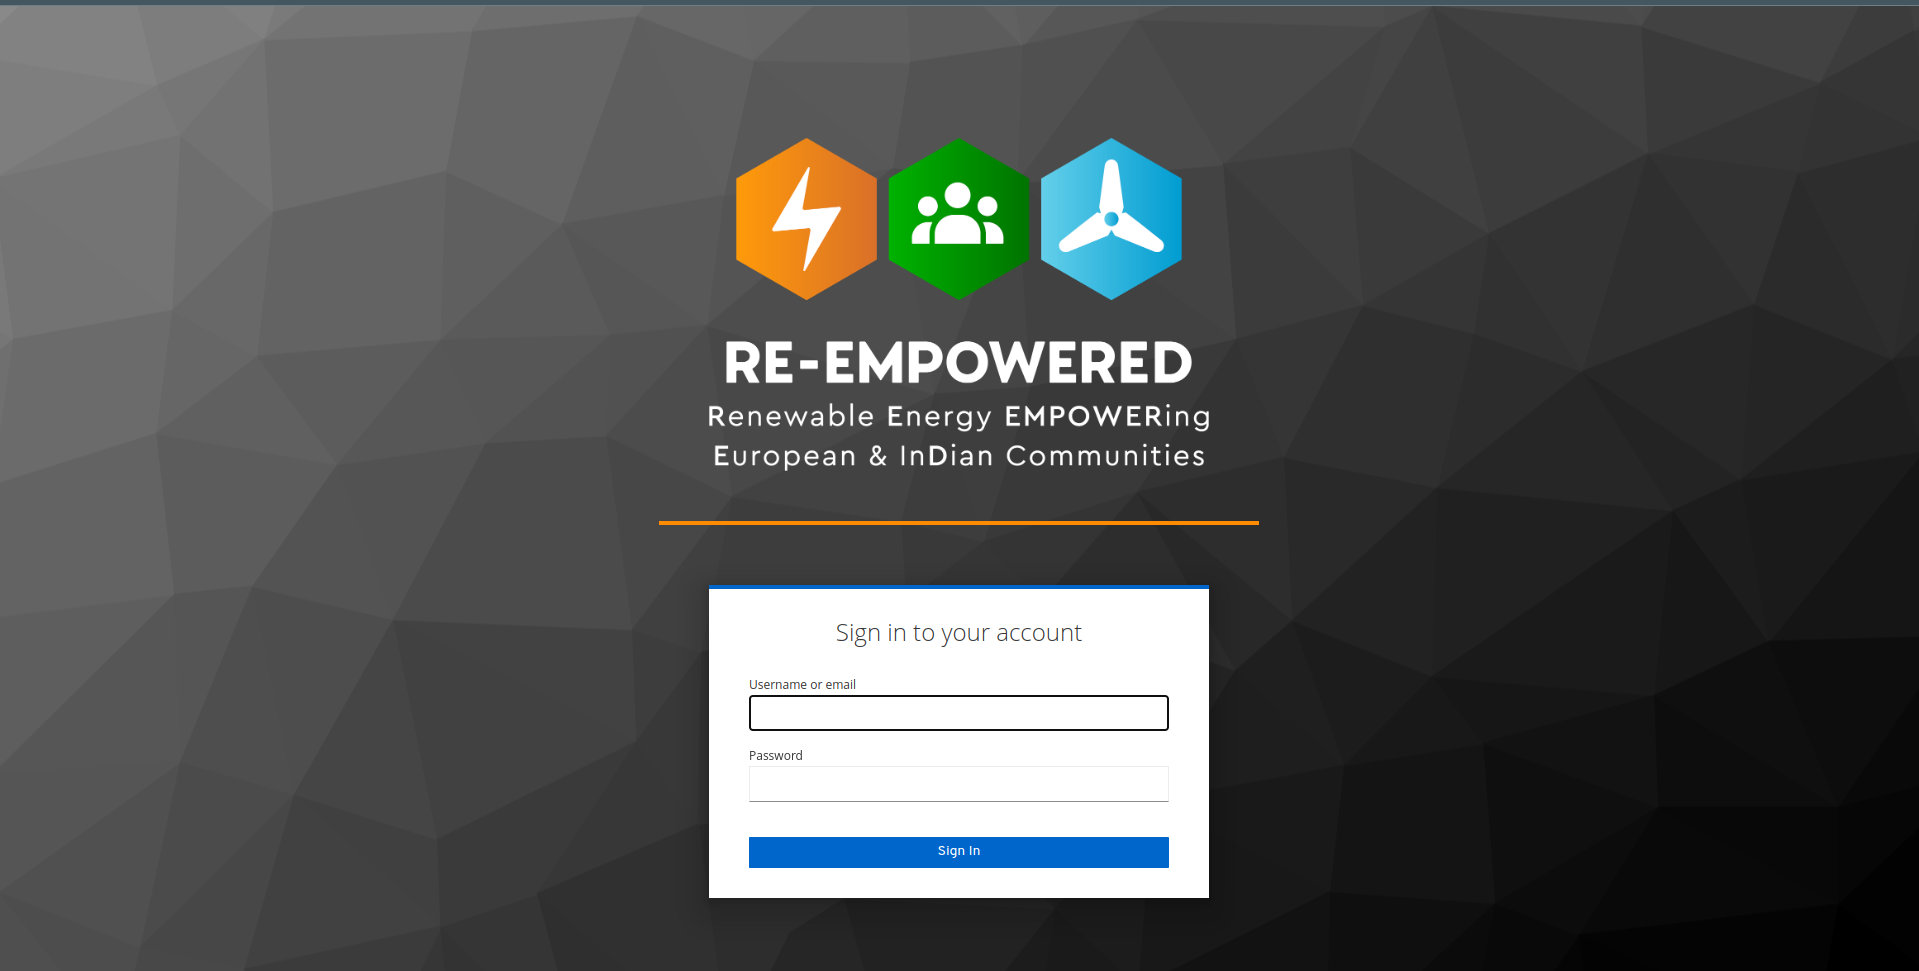 RE-EMPOWERED
Renewable Energy EMPOWERing
European & InDian Communities
Sign in to your account
Username or email
Password
Sign In